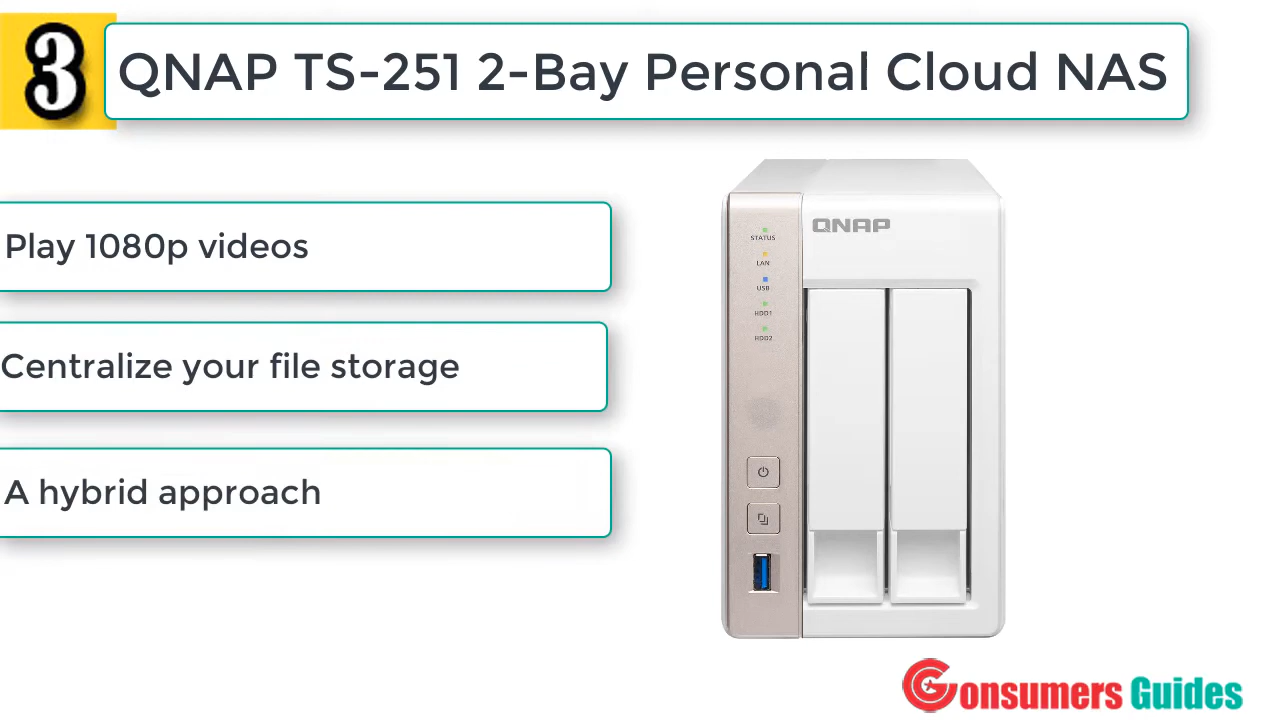 3
QNAP TS-251 2-Bay Personal Cloud NAS
Play 1080p videos
Centralize your file storage
A hybrid approach
QNAP
STATUS
LAN
USB
HDD1
HDD2
Consumers Guides